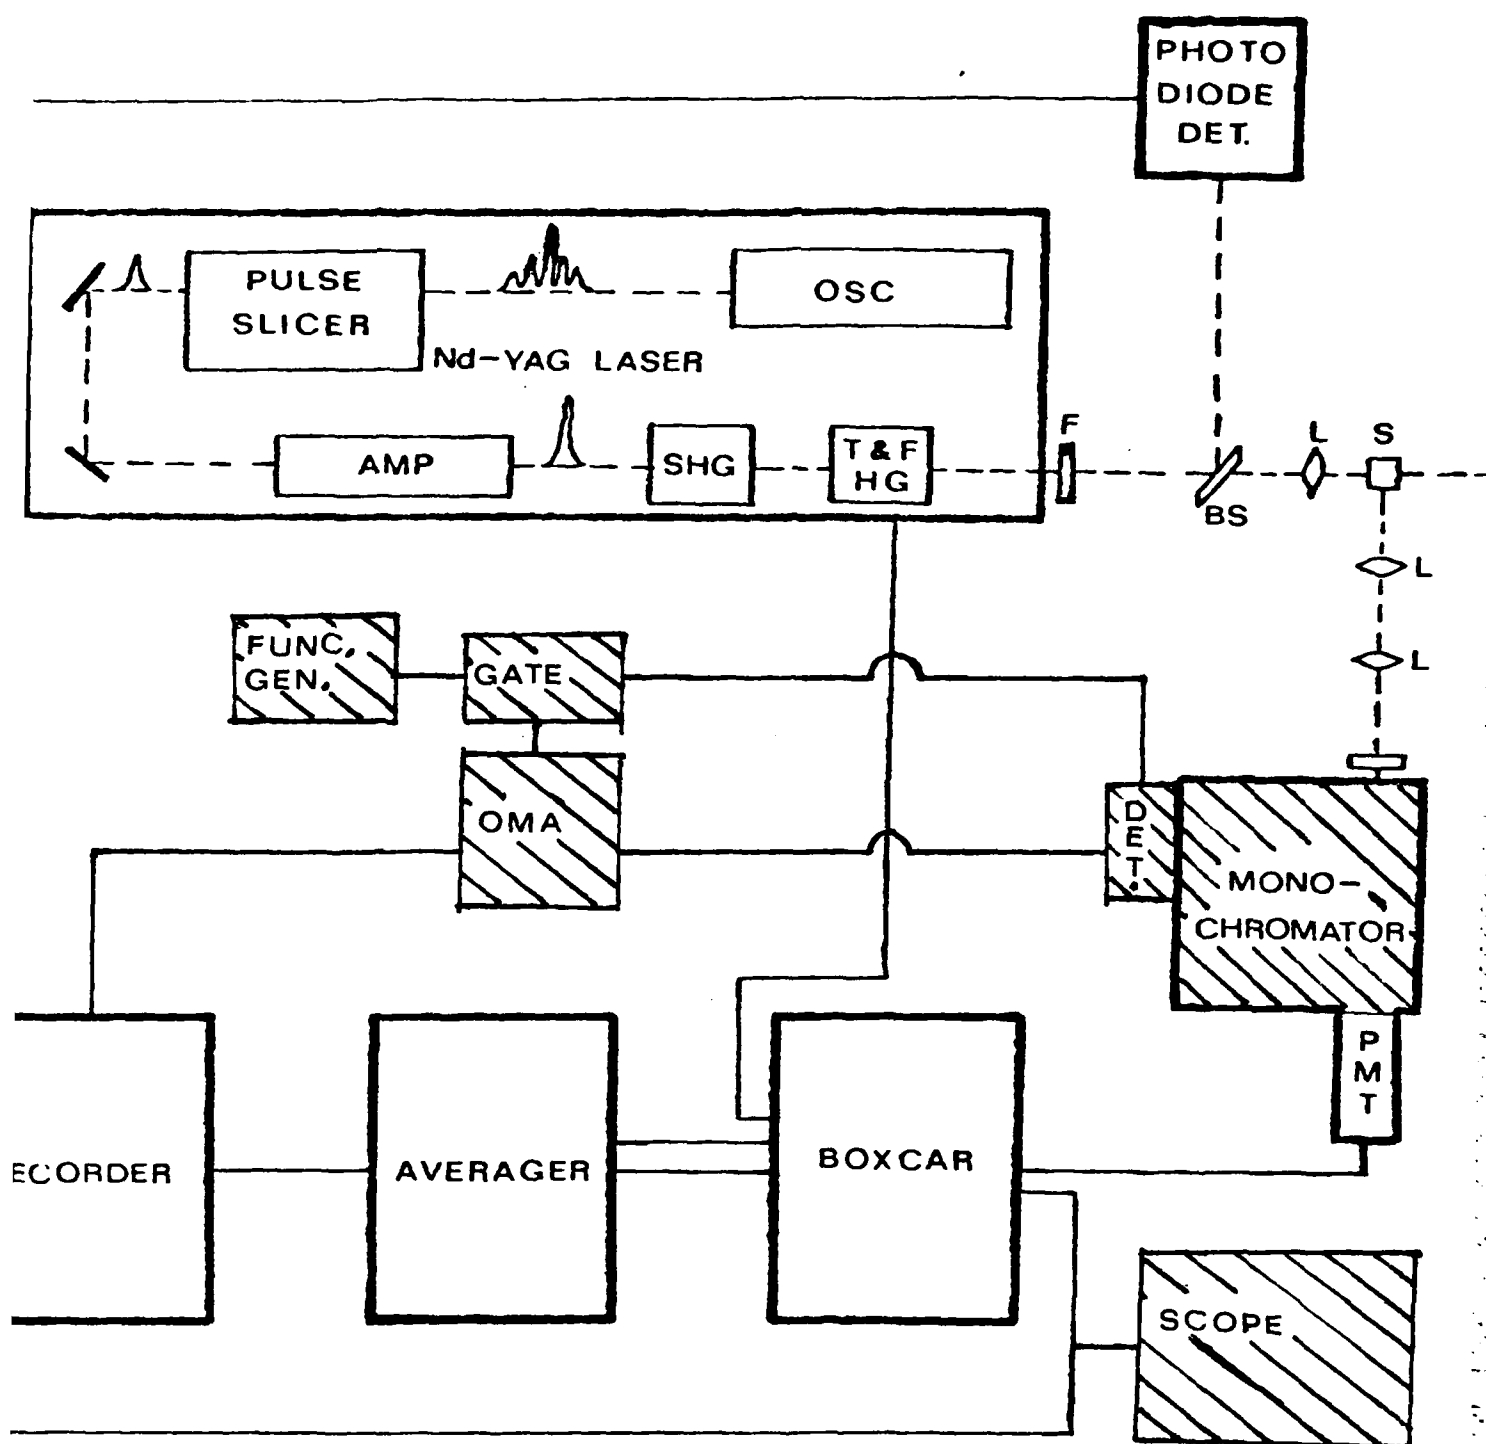 PHOTO
DIODE
DET.
PULSE
SLICER
OSC
Nd-YAG LASER
AMP
SHG
T & F
HG
F
BS
L
S
L
L
FUNC.
GEN.
GATE
OMA
DET.
MONO-
CHROMATOR
PMT
ECORDER
AVERAGER
BOXCAR
SCOPE